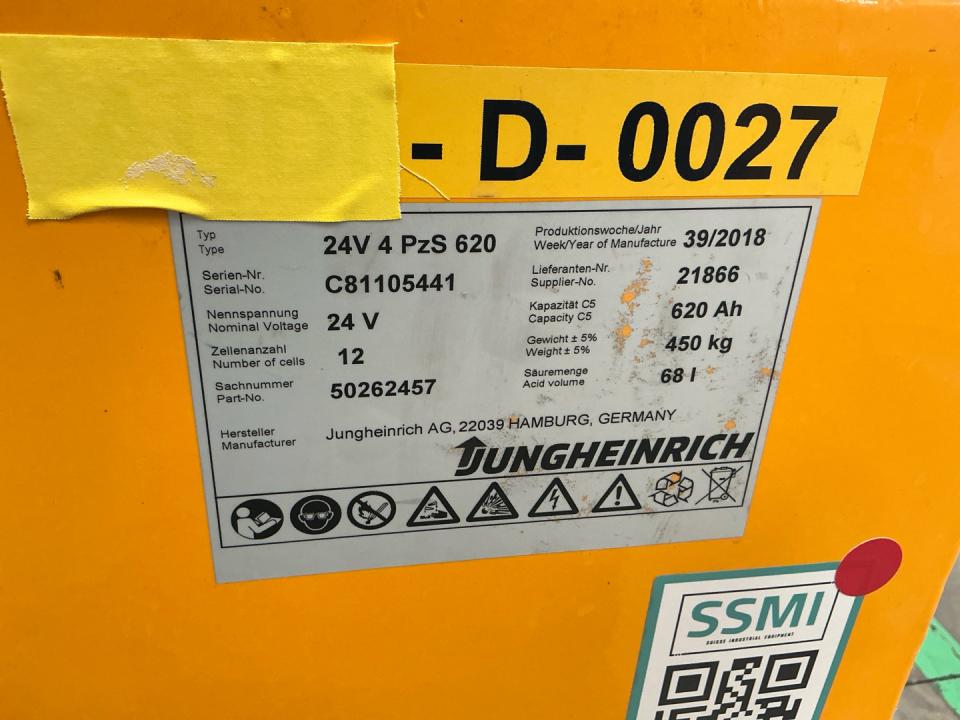 - D- 0027
Typ
Type
24V 4 PzS 620
Produktionswoche/Jahr
Week/Year of Manufacture
39/2018
Serien-Nr.
Serial-No.
C81105441
Lieferanten-Nr.
Supplier-No.
21866
Nennspannung
Nominal Voltage
24 V
Kapazität C5
Capacity C5
620 Ah
Zellenanzahl
Number of cells
12
Gewicht ± 5%
Weight ± 5%
450 kg
Sachnummer
Part-No.
50262457
Säuremenge
Acid volume
68 l
Hersteller
Manufacturer
Jungheinrich AG, 22039 HAMBURG, GERMANY
JUNGHEINRICH
SSMI
SUISSE INDUSTRIAL EQUIPMENT